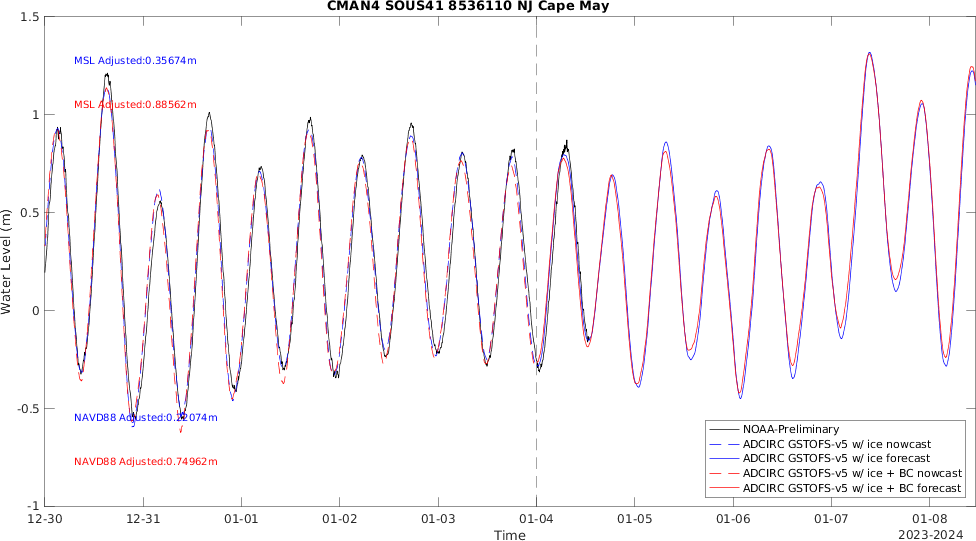 CMAN4 SOUS41 8536110 NJ Cape May
1.5
MSL Adjusted:0.35674m
MSL Adjusted:0.88562m
1
0.5
Water Level (m)
0
-0.5
NAVD88 Adjusted:0.22074m
NAVD88 Adjusted:0.74962m
-1
NOAA-Preliminary
ADCIRC GSTOFS-v5 w/ ice nowcast
ADCIRC GSTOFS-v5 w/ ice forecast
ADCIRC GSTOFS-v5 w/ ice + BC nowcast
ADCIRC GSTOFS-v5 w/ ice + BC forecast
12-30 12-31 01-01 01-02 01-03 01-04 01-05 01-06 01-07 01-08
Time
2023-2024